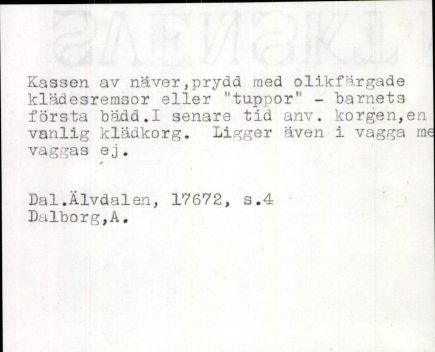 Kassen av näver,prydd med olikfärgade
klädesremsor eller "tuppor" - barnets
första bädd.I senare tid anv. korgen,en
vanlig klädkorg.  Ligger även i vagga me
vaggas ej.
Dal.Älvdalen, 17672, s.4
Dalborg,A.